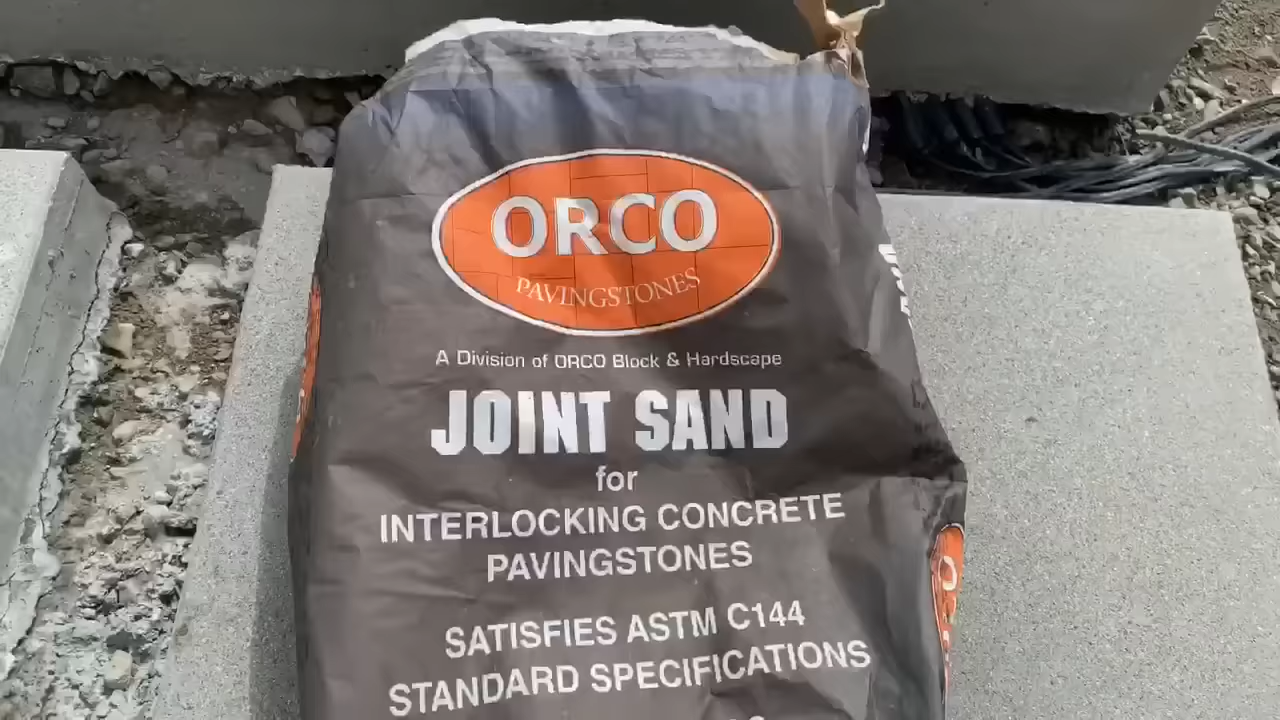 ORCO
PAVINGSTONES
A Division of ORCO Block & Hardscape
JOINT SAND
for
INTERLOCKING CONCRETE
PAVINGSTONES
SATISFIES ASTM C144
STANDARD SPECIFICATIONS